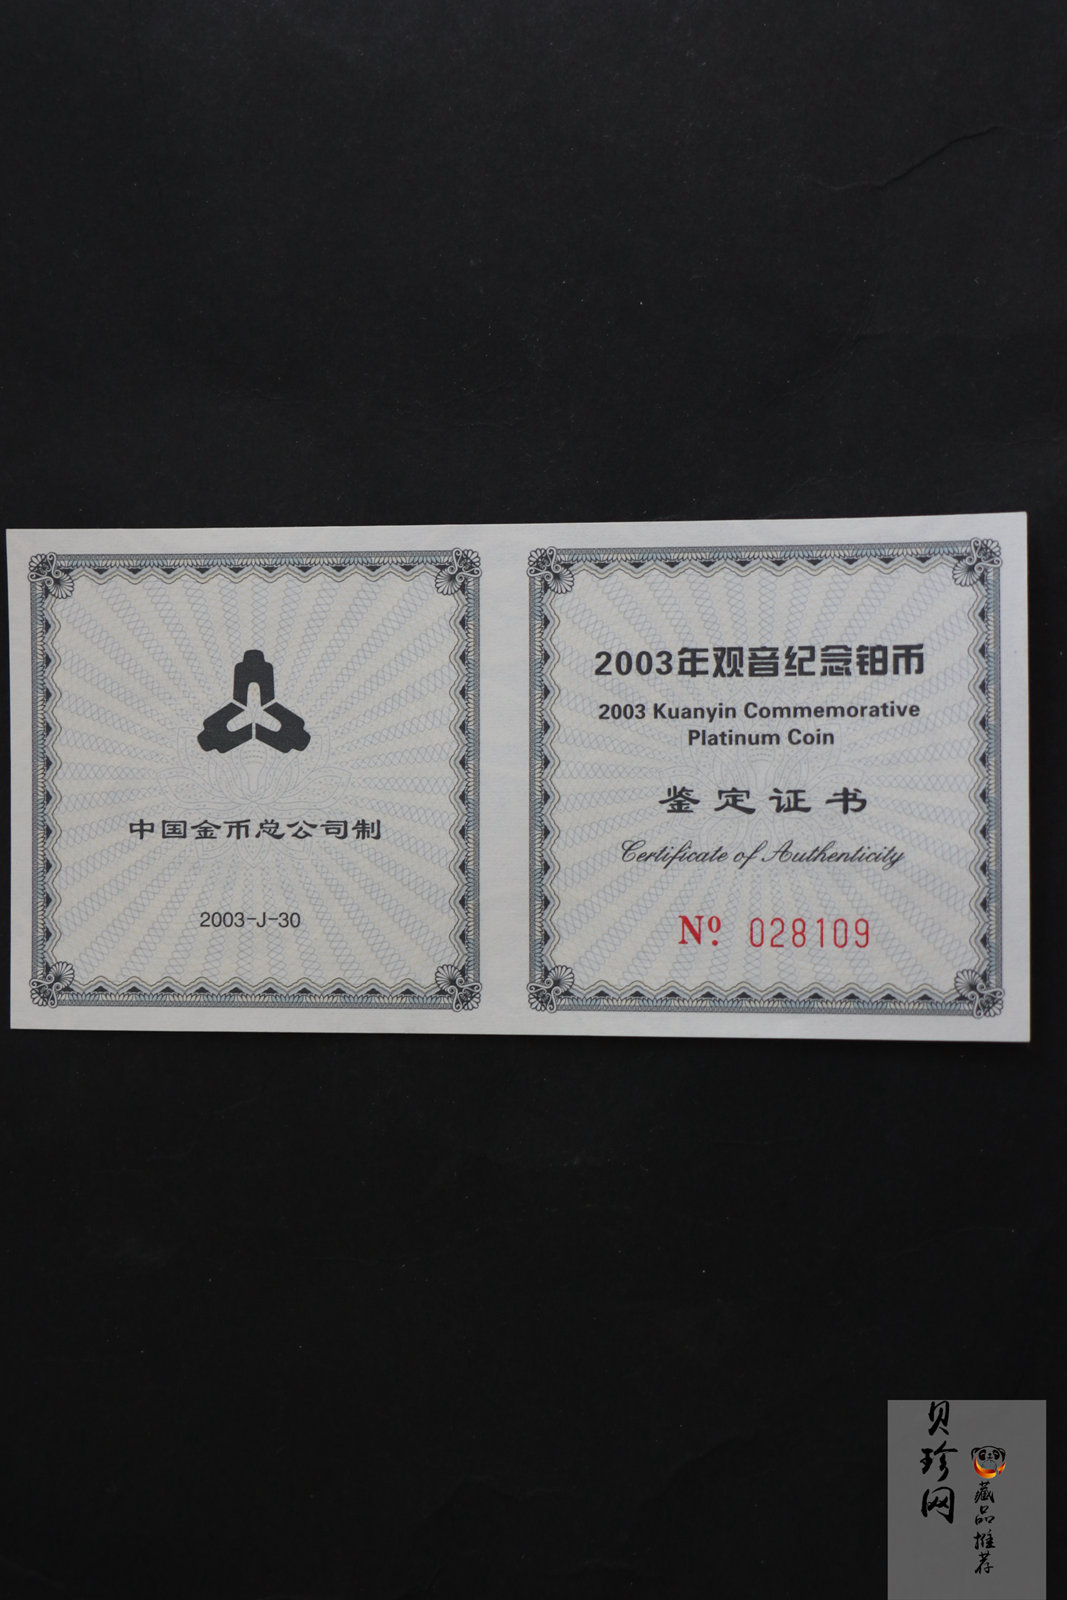 中国金币总公司制
2003-J-30
2003年观音纪念铂币
2003 Kuanyin Commemorative
Platinum Coin
鉴定证书
Certificate of Authenticity
Nº 028109
贝珍网
藏品推荐